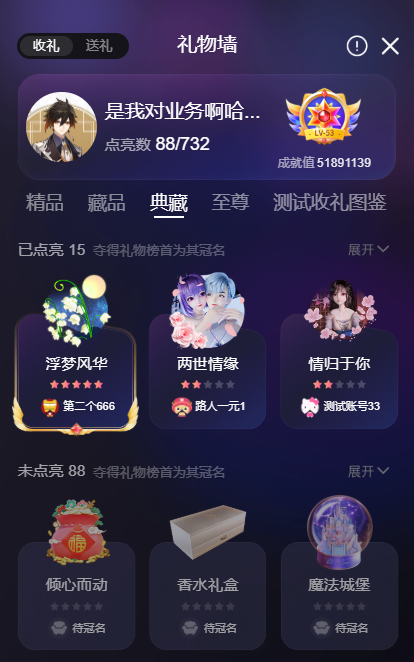 收礼 送礼 礼物墙
是我对业务啊哈...
点亮数 88/732
LV-53
成就值 51891139
精品 藏品 典藏 至尊 测试收礼图鉴
已点亮 15 夺得礼物榜首为其冠名 展开
浮梦风华 两世情缘 情归于你
第二个666 路人一元1 测试账号33
未点亮 88 夺得礼物榜首为其冠名 展开
福
倾心而动 香水礼盒 魔法城堡
待冠名 待冠名 待冠名